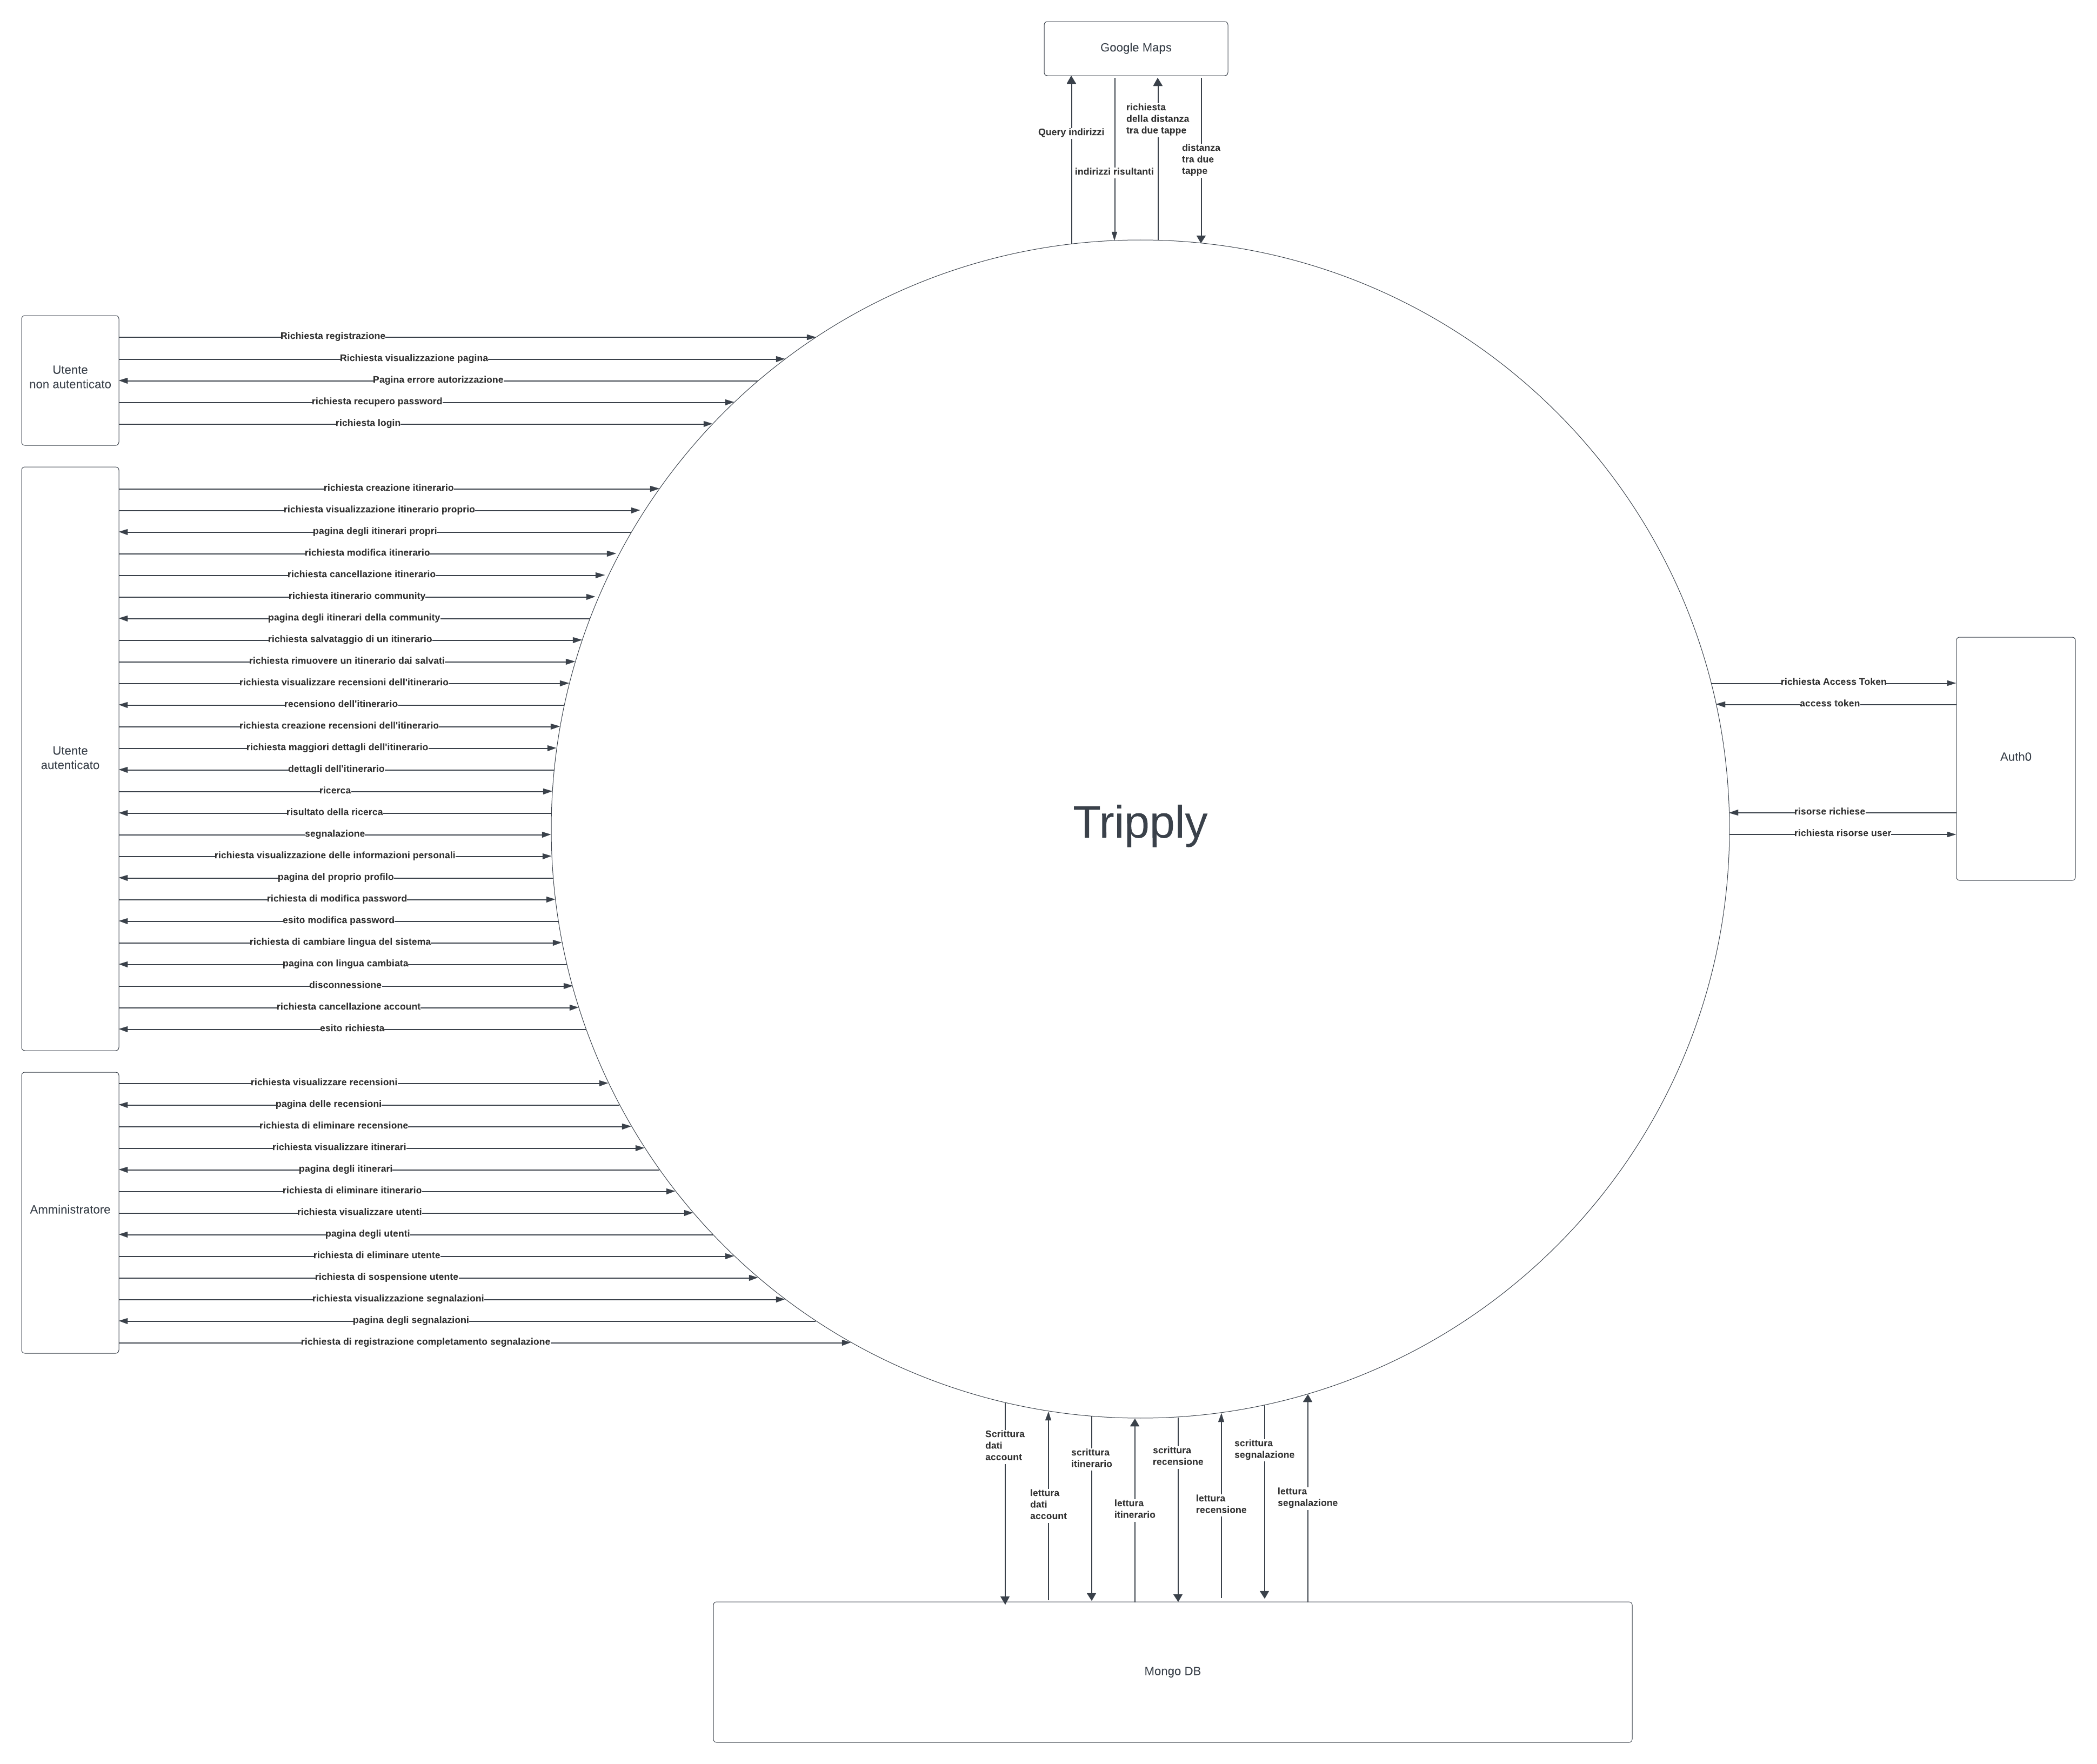 Google Maps
Query indirizzi
indirizzi risultanti
richiesta
della distanza
tra due tappe
distanza
tra due
tappe
Utente
non autenticato
Richiesta registrazione
Richiesta visualizzazione pagina
Pagina errore autorizzazione
richiesta recupero password
richiesta login
Utente
autenticato
richiesta creazione itinerario
richiesta visualizzazione itinerario proprio
pagina degli itinerari propri
richiesta modifica itinerario
richiesta cancellazione itinerario
richiesta itinerario community
pagina degli itinerari della community
richiesta salvataggio di un itinerario
richiesta rimuovere un itinerario dai salvati
richiesta visualizzare recensioni dell'itinerario
recensiono dell'itinerario
richiesta creazione recensioni dell'itinerario
richiesta maggiori dettagli dell'itinerario
dettagli dell'itinerario
ricerca
risultato della ricerca
segnalazione
richiesta visualizzazione delle informazioni personali
pagina del proprio profilo
richiesta di modifica password
esito modifica password
richiesta di cambiare lingua del sistema
pagina con lingua cambiata
disconnessione
richiesta cancellazione account
esito richiesta
Amministratore
richiesta visualizzare recensioni
pagina delle recensioni
richiesta di eliminare recensione
richiesta visualizzare itinerari
pagina degli itinerari
richiesta di eliminare itinerario
richiesta visualizzare utenti
pagina degli utenti
richiesta di eliminare utente
richiesta di sospensione utente
richiesta visualizzazione segnalazioni
pagina degli segnalazioni
richiesta di registrazione completamento segnalazione
Tripply
richiesta Access Token
access token
Auth0
risorse richiese
richiesta risorse user
Scrittura
dati
account
lettura
dati
account
scrittura
itinerario
lettura
itinerario
scrittura
recensione
lettura
recensione
scrittura
segnalazione
lettura
segnalazione
Mongo DB